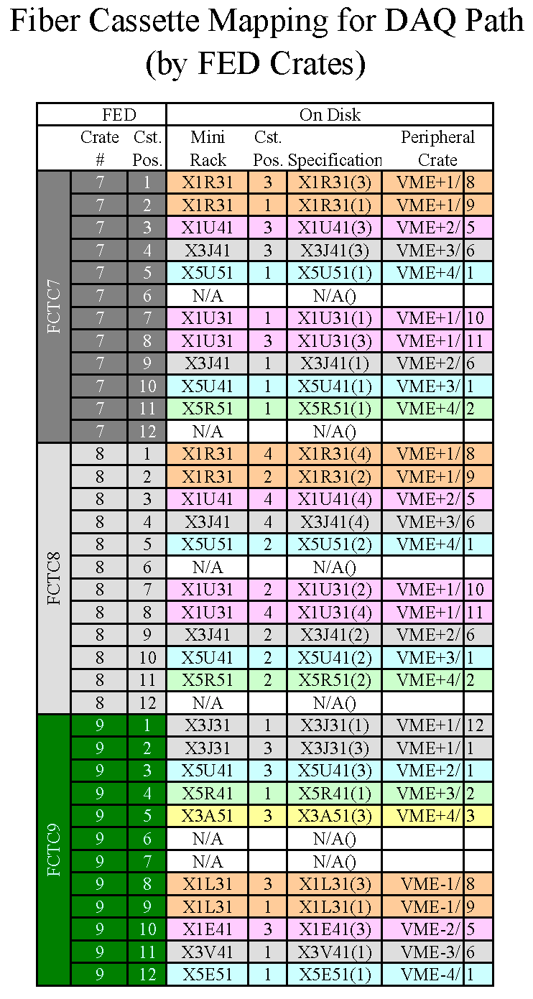 Fiber Cassette Mapping for DAQ Path
(by FED Crates)
FED On Disk
Crate Cst. Mini Cst. Peripheral
# Pos. Rack Pos. Specification Crate
FCTC7
7 1 X1R31 3 X1R31(3) VME+1/ 8
7 2 X1R31 1 X1R31(1) VME+1/ 9
7 3 X1U41 3 X1U41(3) VME+2/ 5
7 4 X3J41 3 X3J41(3) VME+3/ 6
7 5 X5U51 1 X5U51(1) VME+4/ 1
7 6 N/A N/A()
7 7 X1U31 1 X1U31(1) VME+1/ 10
7 8 X1U31 3 X1U31(3) VME+1/ 11
7 9 X3J41 1 X3J41(1) VME+2/ 6
7 10 X5U41 1 X5U41(1) VME+3/ 1
7 11 X5R51 1 X5R51(1) VME+4/ 2
7 12 N/A N/A()
FCTC8
8 1 X1R31 4 X1R31(4) VME+1/ 8
8 2 X1R31 2 X1R31(2) VME+1/ 9
8 3 X1U41 4 X1U41(4) VME+2/ 5
8 4 X3J41 4 X3J41(4) VME+3/ 6
8 5 X5U51 2 X5U51(2) VME+4/ 1
8 6 N/A N/A()
8 7 X1U31 2 X1U31(2) VME+1/ 10
8 8 X1U31 4 X1U31(4) VME+1/ 11
8 9 X3J41 2 X3J41(2) VME+2/ 6
8 10 X5U41 2 X5U41(2) VME+3/ 1
8 11 X5R51 2 X5R51(2) VME+4/ 2
8 12 N/A N/A()
FCTC9
9 1 X3J31 1 X3J31(1) VME+1/ 12
9 2 X3J31 3 X3J31(3) VME+1/ 1
9 3 X5U41 3 X5U41(3) VME+2/ 1
9 4 X5R41 1 X5R41(1) VME+3/ 2
9 5 X3A51 3 X3A51(3) VME+4/ 3
9 6 N/A N/A()
9 7 N/A N/A()
9 8 X1L31 3 X1L31(3) VME-1/ 8
9 9 X1L31 1 X1L31(1) VME-1/ 9
9 10 X1E41 3 X1E41(3) VME-2/ 5
9 11 X3V41 1 X3V41(1) VME-3/ 6
9 12 X5E51 1 X5E51(1) VME-4/ 1